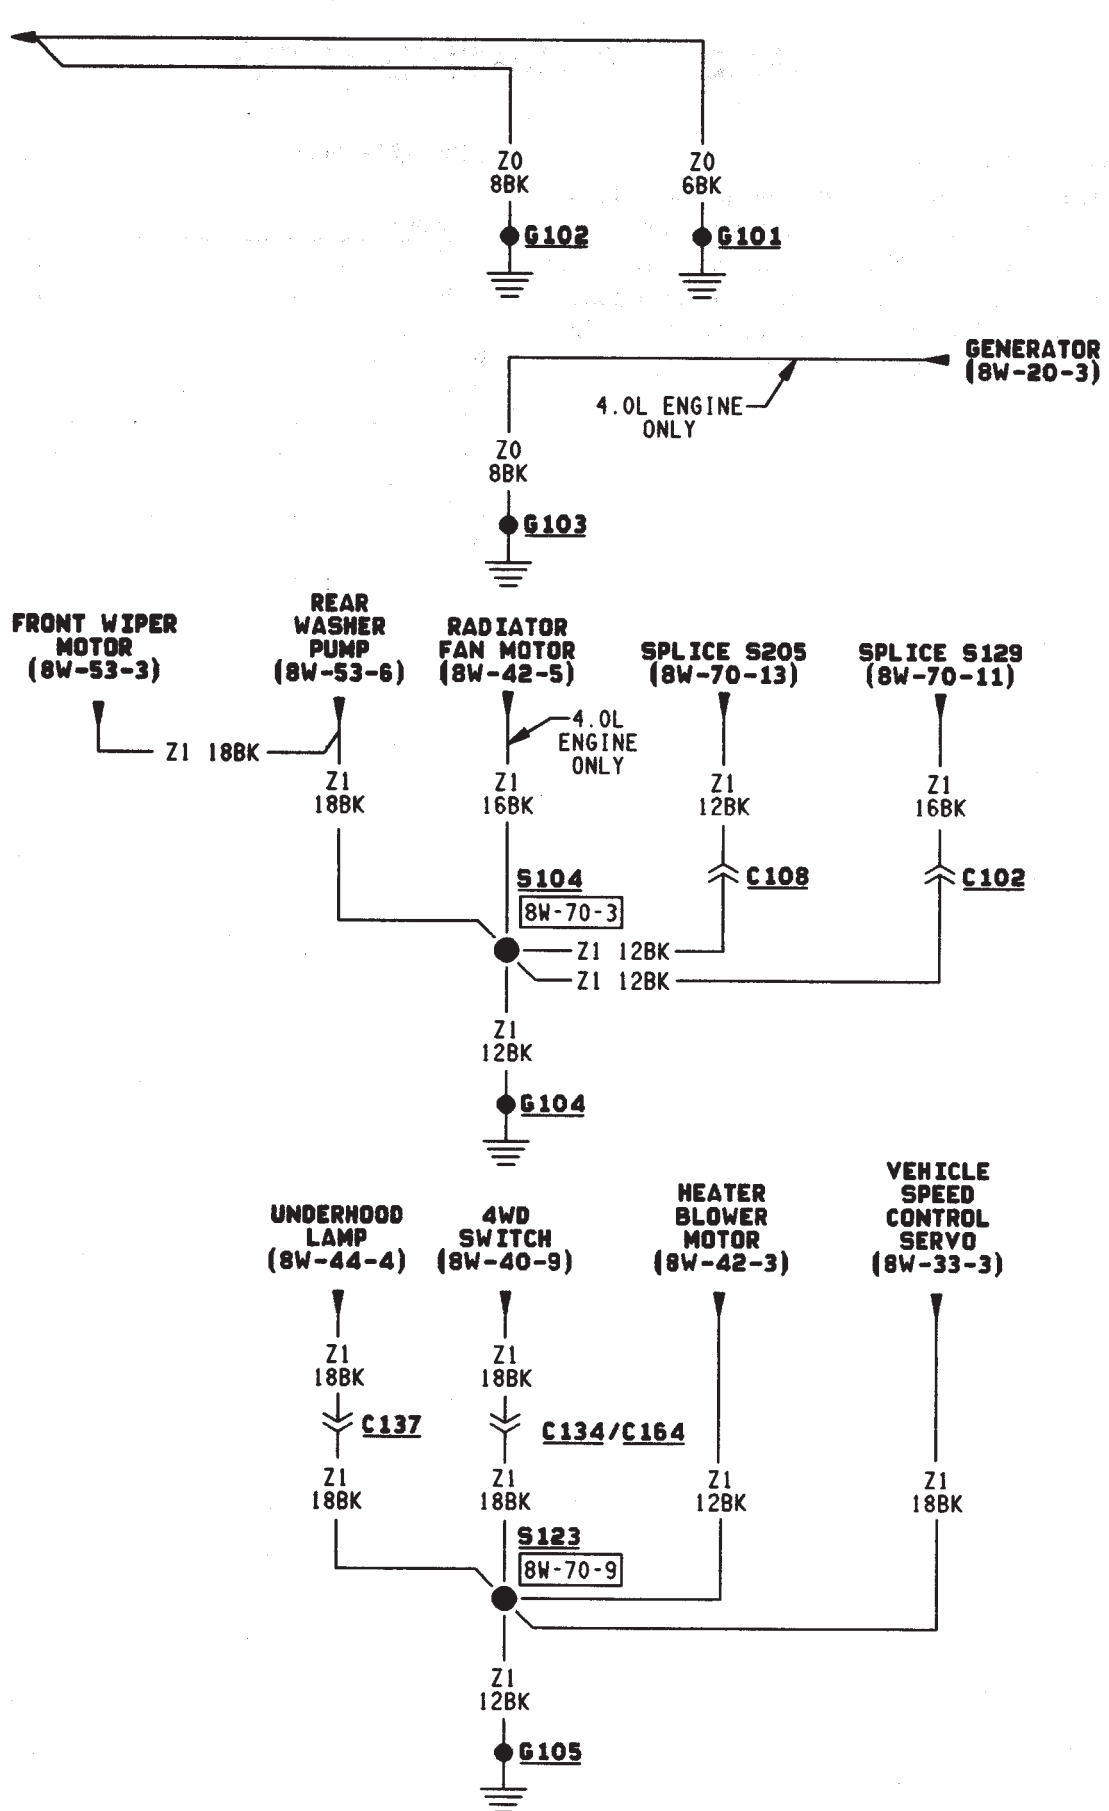 Z0
8BK
Z0
6BK
G102
G101
GENERATOR
(8W-20-3)
4.0L ENGINE
ONLY
Z0
8BK
G103
FRONT WIPER
MOTOR
(8W-53-3)
REAR
WASHER
PUMP
(8W-53-6)
RADIATOR
FAN MOTOR
(8W-42-5)
SPLICE S205
(8W-70-13)
SPLICE S129
(8W-70-11)
4.0L
ENGINE
ONLY
Z1 18BK
Z1
18BK
Z1
16BK
Z1
12BK
Z1
16BK
C108
C102
S104
8W-70-3
Z1 12BK
Z1 12BK
Z1
12BK
G104
UNDERHOOD
LAMP
(8W-44-4)
4WD
SWITCH
(8W-40-9)
HEATER
BLOWER
MOTOR
(8W-42-3)
VEHICLE
SPEED
CONTROL
SERVO
(8W-33-3)
Z1
18BK
Z1
18BK
C137
C134/C164
Z1
18BK
Z1
18BK
Z1
12BK
Z1
18BK
S123
8W-70-9
Z1
12BK
G105